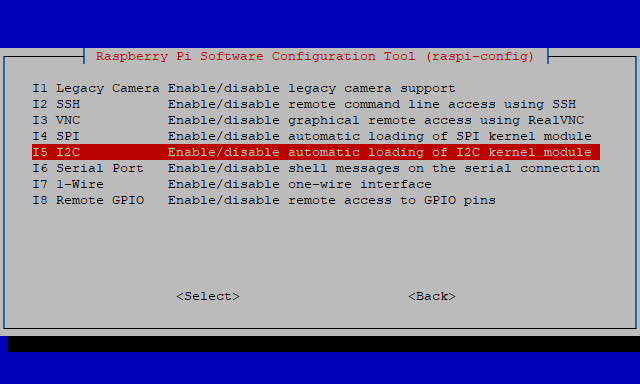 Raspberry Pi Software Configuration Tool (raspi-config)
I1 Legacy Camera Enable/disable legacy camera support
I2 SSH Enable/disable remote command line access using SSH
I3 VNC Enable/disable graphical remote access using RealVNC
I4 SPI Enable/disable automatic loading of SPI kernel module
I5 I2C Enable/disable automatic loading of I2C kernel module
I6 Serial Port Enable/disable shell messages on the serial connection
I7 1-Wire Enable/disable one-wire interface
I8 Remote GPIO Enable/disable remote access to GPIO pins
<Select> <Back>